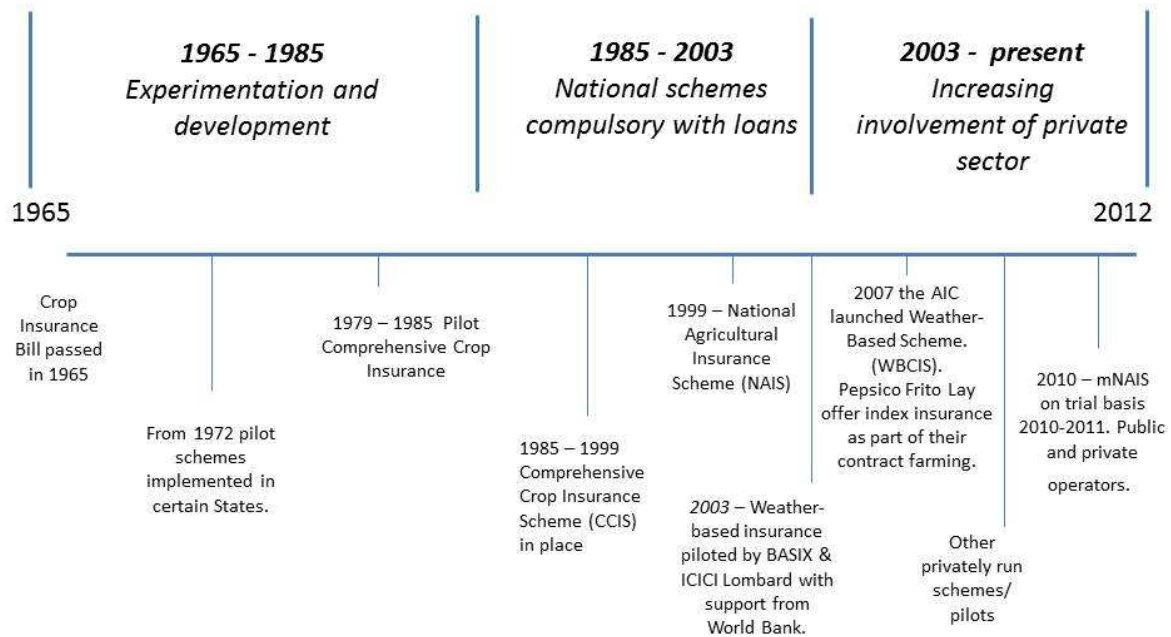 1965 - 1985
Experimentation and
development
1985 - 2003
National schemes
compulsory with loans
2003 - present
Increasing
involvement of private
sector
1965
2012
Crop
Insurance
Bill passed
in 1965
From 1972 pilot
schemes
implemented in
certain States.
1979 – 1985 Pilot
Comprehensive Crop
Insurance
1985 – 1999
Comprehensive
Crop Insurance
Scheme (CCIS)
in place
1999 – National
Agricultural
Insurance
Scheme (NAIS)
2003 – Weather-
based insurance
piloted by BASIX &
ICICI Lombard with
support from
World Bank.
2007 the AIC
launched Weather-
Based Scheme.
(WBCIS).
Pepsico Frito Lay
offer index insurance
as part of their
contract farming.
Other
privately run
schemes/
pilots
2010 – mNAIS
on trial basis
2010-2011. Public
and private
operators.